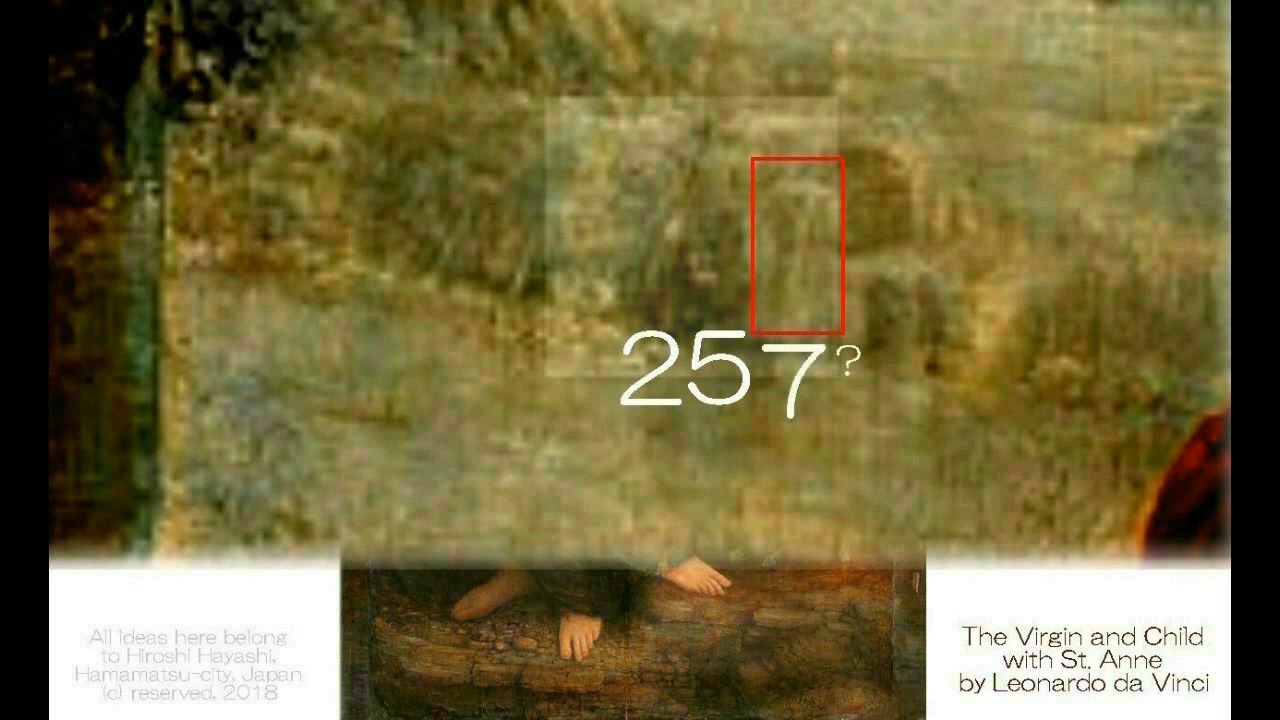 257?
All ideas here belong
to Hiroshi Hayashi,
Hamamatsu-city, Japan
(c) reserved, 2018
The Virgin and Child
with St. Anne
by Leonardo da Vinci